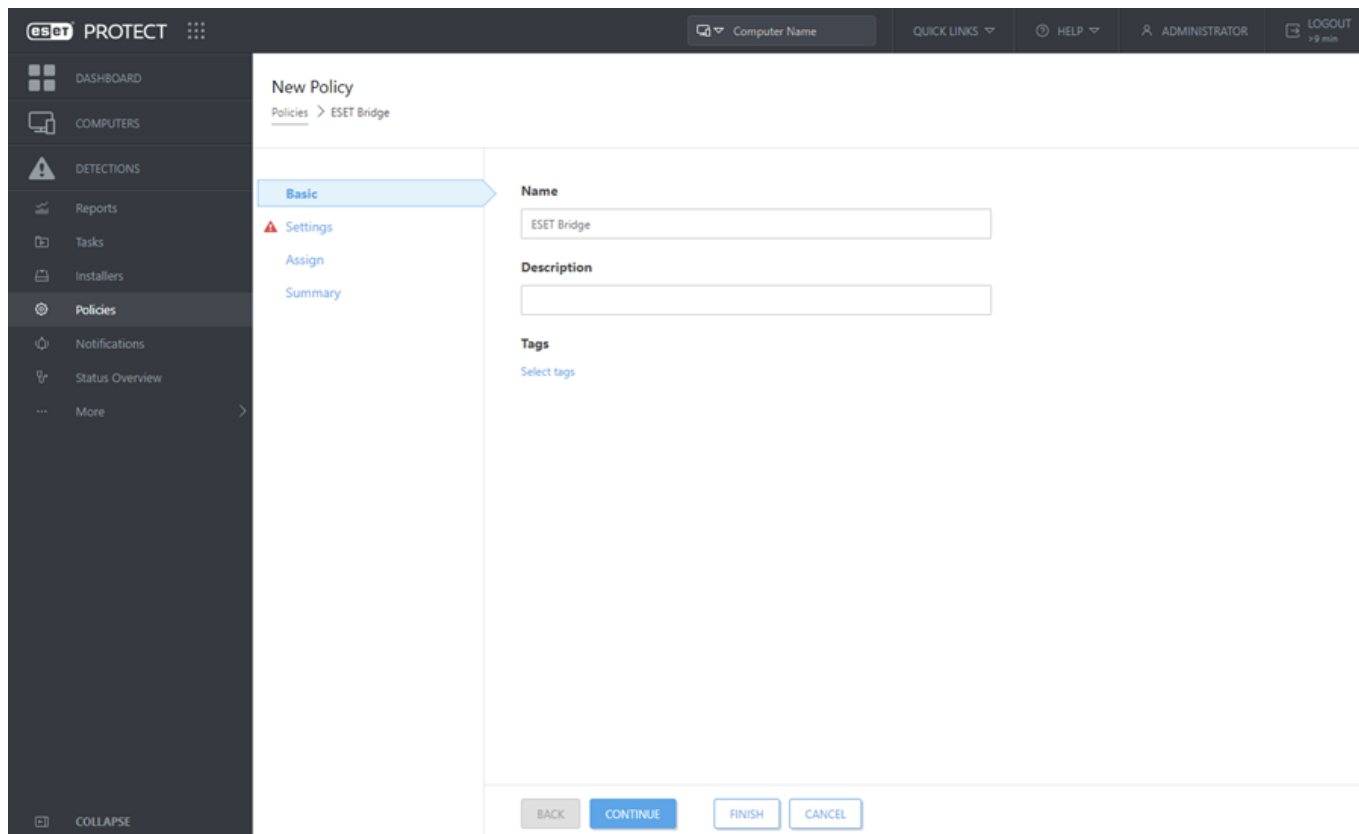 eset PROTECT
Computer Name
QUICK LINKS
HELP
ADMINISTRATOR
LOGOUT
>9 min
DASHBOARD
COMPUTERS
DETECTIONS
Reports
Tasks
Installers
Policies
Notifications
Status Overview
More
COLLAPSE
New Policy
Policies > ESET Bridge
Basic
Settings
Assign
Summary
Name
ESET Bridge
Description
Tags
Select tags
BACK
CONTINUE
FINISH
CANCEL